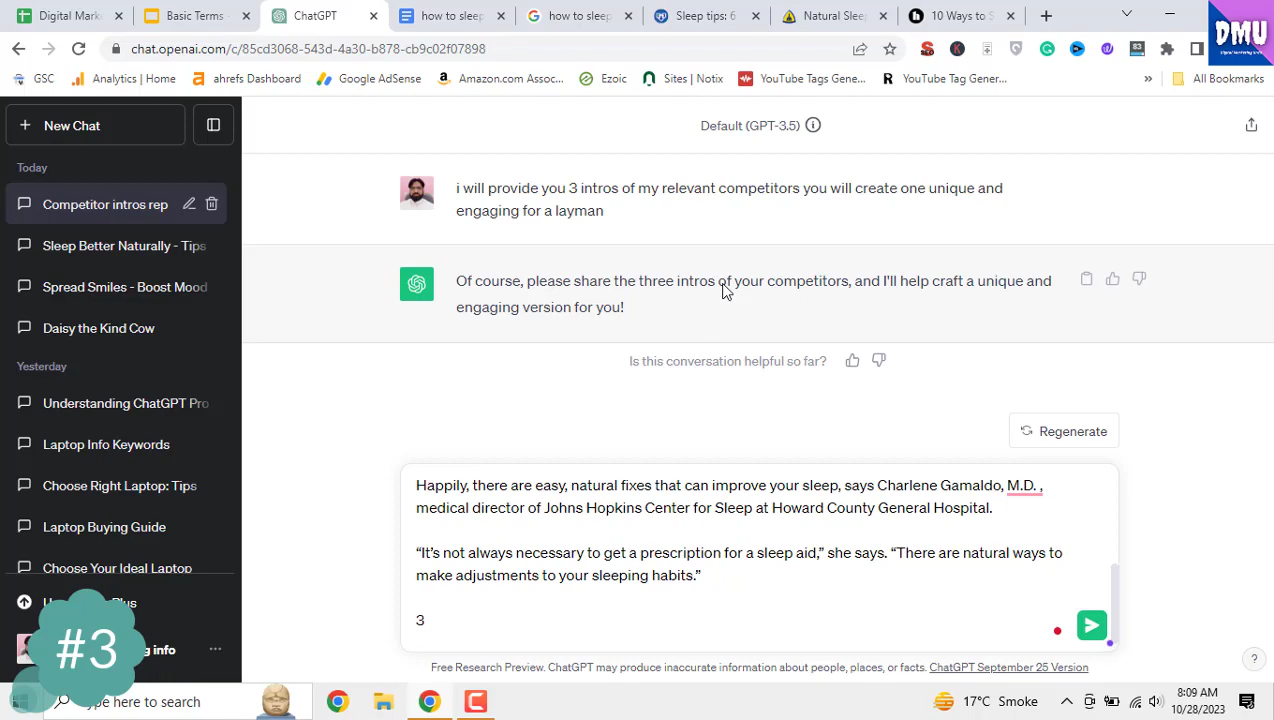 Digital Mark
Basic Terms -
ChatGPT
how to sleep
how to sleep
Sleep tips:
Natural Slee
10 Ways to S
chat.openai.com/c/85cd3068-543d-4a30-b878-cb9c02f07898
83
DMU
GSC
Analytics | Home
ahrefs Dashboard
Google AdSense
Amazon.com Assoc...
Ezoic
Sites | Notix
YouTube Tags Gene...
YouTube Tag Gener...
»
All Bookmarks
New Chat
Default (GPT-3.5)
Today
Competitor intros rep
Sleep Better Naturally - Tips
Spread Smiles - Boost Mood
Daisy the Kind Cow
Yesterday
Understanding ChatGPT Pro
Laptop Info Keywords
Choose Right Laptop: Tips
Laptop Buying Guide
Choose Your Ideal Laptop
#3
ng info
i will provide you 3 intros of my relevant competitors you will create one unique and
engaging for a layman
Of course, please share the three intros of your competitors, and I'll help craft a unique and
engaging version for you!
Is this conversation helpful so far?
Regenerate
Happily, there are easy, natural fixes that can improve your sleep, says Charlene Gamaldo, M.D. ,
medical director of Johns Hopkins Center for Sleep at Howard County General Hospital.
“It’s not always necessary to get a prescription for a sleep aid,” she says. “There are natural ways to
make adjustments to your sleeping habits.”
3
Free Research Preview. ChatGPT may produce inaccurate information about people, places, or facts. ChatGPT September 25 Version
?
ype here to search
17°C Smoke
8:09 AM
10/28/2023